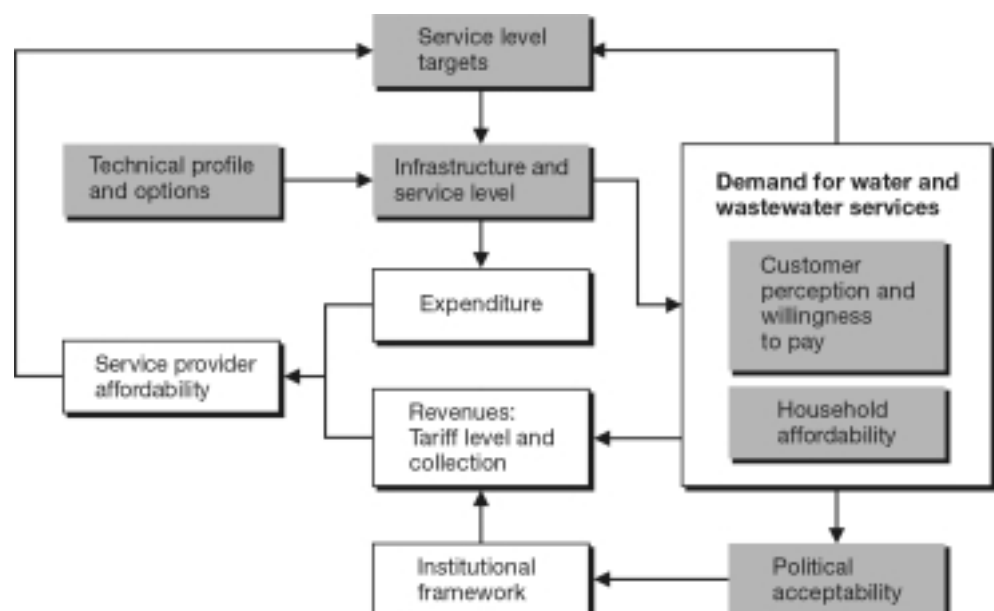 Service level
targets
Technical profile
and options
Infrastructure and
service level
Demand for water and
wastewater services
Customer
perception and
willingness
to pay
Expenditure
Service provider
affordability
Household
affordability
Revenues:
Tariff level and
collection
Institutional
framework
Political
acceptability